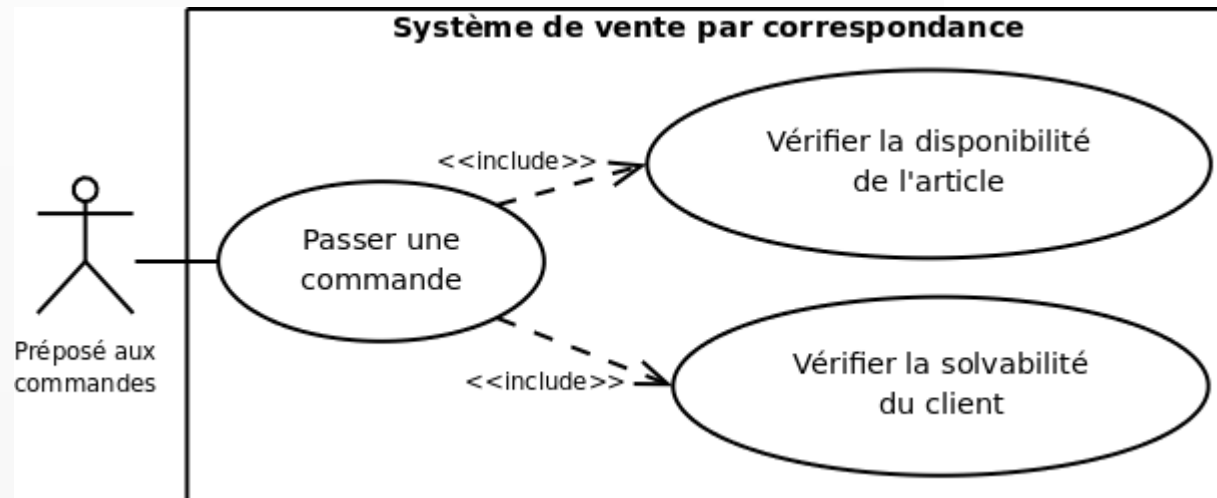 Système de vente par correspondance
Vérifier la disponibilité
de l'article
<<include>>
Passer une
commande
Préposé aux
commandes
<<include>>
Vérifier la solvabilité
du client